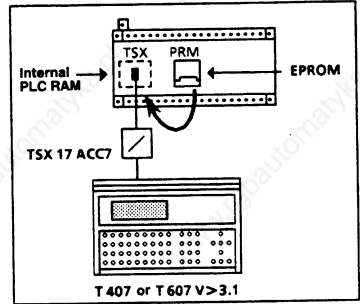 TSX PRM
Internal
PLC RAM
EPROM
TSX 17 ACC7
T 407 or T 607 V>3.1